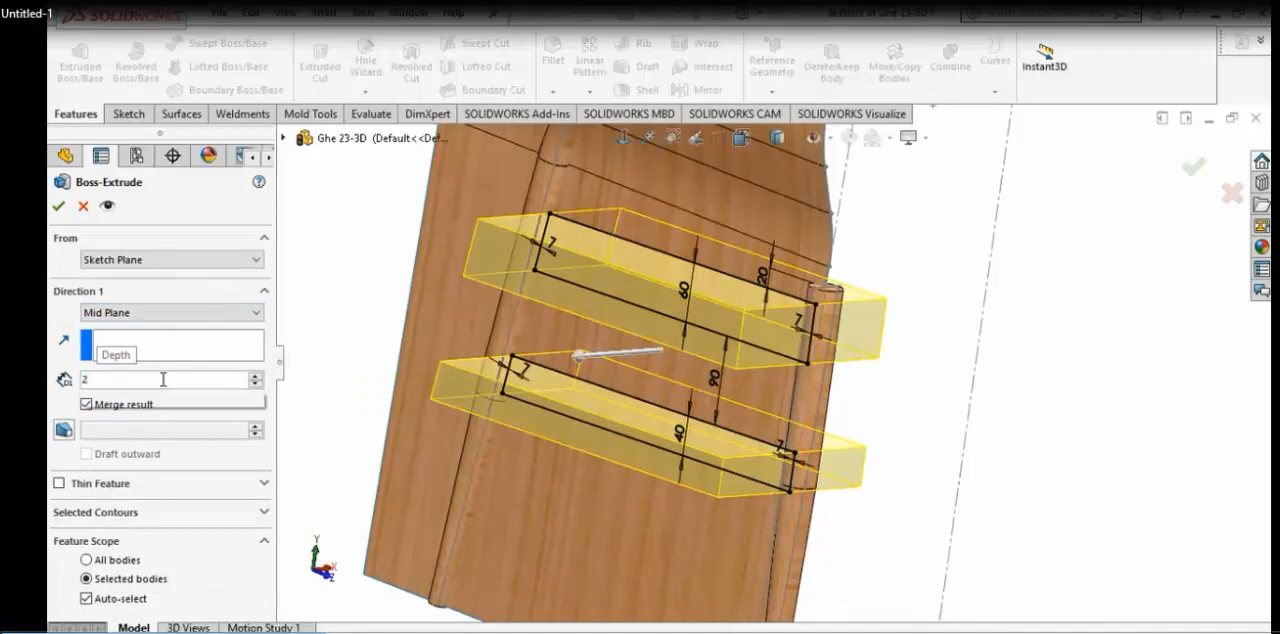 Untitled-1
SOLIDWORKS
Swept Boss/Base
Extruded Boss/Base
Revolved Boss/Base
Lofted Boss/Base
Boundary Boss/Base
Extruded Cut
Hole Wizard
Revolved Cut
Swept Cut
Lofted Cut
Boundary Cut
Fillet
Linear Pattern
Rib
Draft
Shell
Wrap
Intersect
Mirror
Reference Geometry
Delete/Keep Body
Move/Copy Bodies
Combine
Curves
Instant3D
Features
Sketch
Surfaces
Weldments
Mold Tools
Evaluate
DimXpert
SOLIDWORKS Add-Ins
SOLIDWORKS MBD
SOLIDWORKS CAM
SOLIDWORKS Visualize
Ghe 23-3D (Default<<Def...
Boss-Extrude
From
Sketch Plane
Direction 1
Mid Plane
Depth
2
Merge result
Draft outward
Thin Feature
Selected Contours
Feature Scope
All bodies
Selected bodies
Auto-select
7
60
20
7
7
90
40
7
Y
X
Z
Model
3D Views
Motion Study 1